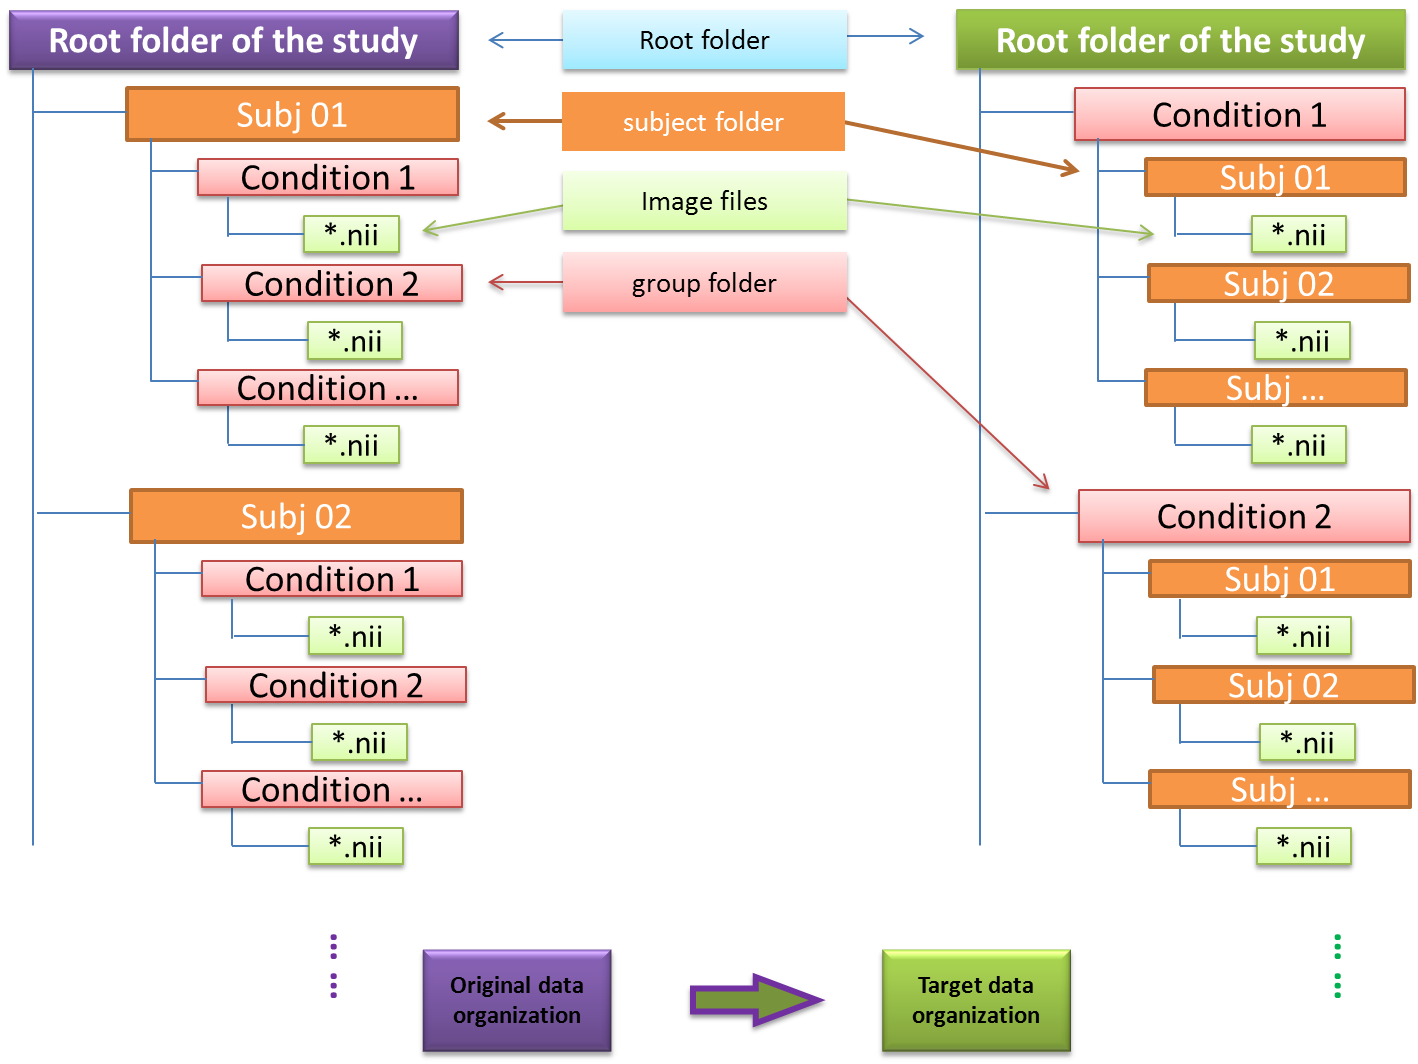 Root folder of the study
Subj 01
Condition 1
*.nii
Condition 2
*.nii
Condition ...
*.nii
Subj 02
Condition 1
*.nii
Condition 2
*.nii
Condition ...
*.nii
Root folder
subject folder
Image files
group folder
Root folder of the study
Condition 1
Subj 01
*.nii
Subj 02
*.nii
Subj ...
*.nii
Condition 2
Subj 01
*.nii
Subj 02
*.nii
Subj ...
*.nii
Original data
organization
Target data
organization